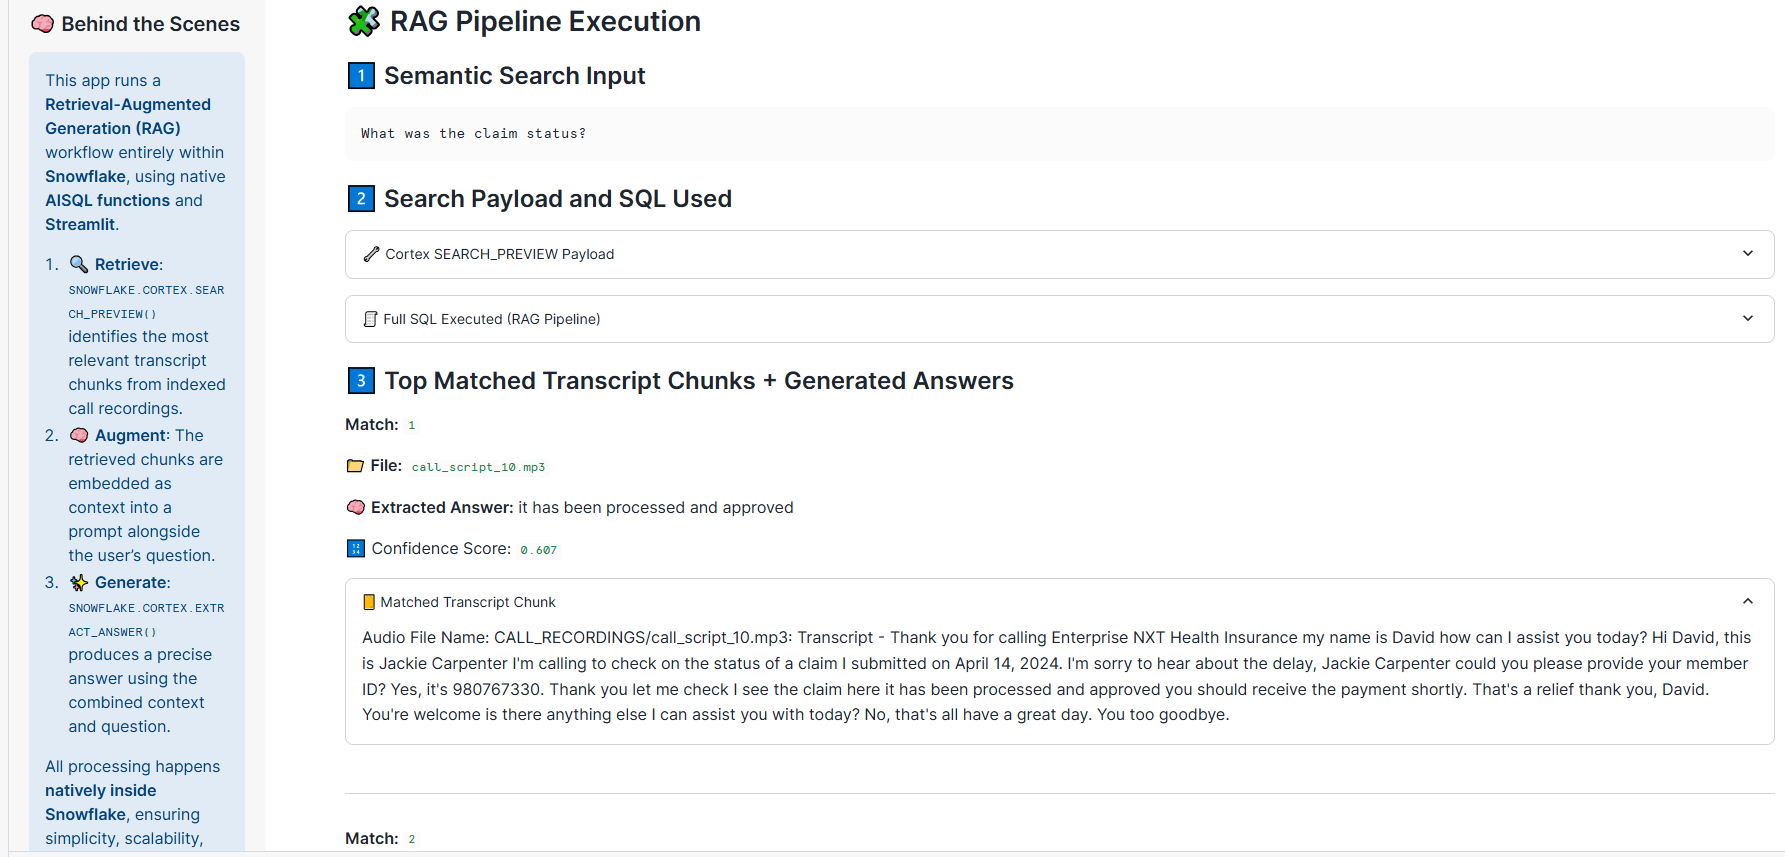 Behind the Scenes
This app runs a
Retrieval-Augmented
Generation (RAG)
workflow entirely within
Snowflake, using native
AISQL functions and
Streamlit.
1. 🔍 Retrieve:
SNOWFLAKE.CORTEX.SEAR
CH_PREVIEW()
identifies the most
relevant transcript
chunks from indexed
call recordings.
2. 🧠 Augment: The
retrieved chunks are
embedded as
context into a
prompt alongside
the user’s question.
3. ✨ Generate:
SNOWFLAKE.CORTEX.EXTR
ACT_ANSWER()
produces a precise
answer using the
combined context
and question.
All processing happens
natively inside
Snowflake, ensuring
simplicity, scalability,
RAG Pipeline Execution
1 Semantic Search Input
What was the claim status?
2 Search Payload and SQL Used
Cortex SEARCH_PREVIEW Payload
Full SQL Executed (RAG Pipeline)
3 Top Matched Transcript Chunks + Generated Answers
Match: 1
File: call_script_10.mp3
Extracted Answer: it has been processed and approved
Confidence Score: 0.607
Matched Transcript Chunk
Audio File Name: CALL_RECORDINGS/call_script_10.mp3: Transcript - Thank you for calling Enterprise NXT Health Insurance my name is David how can I assist you today? Hi David, this
is Jackie Carpenter I'm calling to check on the status of a claim I submitted on April 14, 2024. I'm sorry to hear about the delay, Jackie Carpenter could you please provide your member
ID? Yes, it's 980767330. Thank you let me check I see the claim here it has been processed and approved you should receive the payment shortly. That's a relief thank you, David.
You're welcome is there anything else I can assist you with today? No, that's all have a great day. You too goodbye.
Match: 2